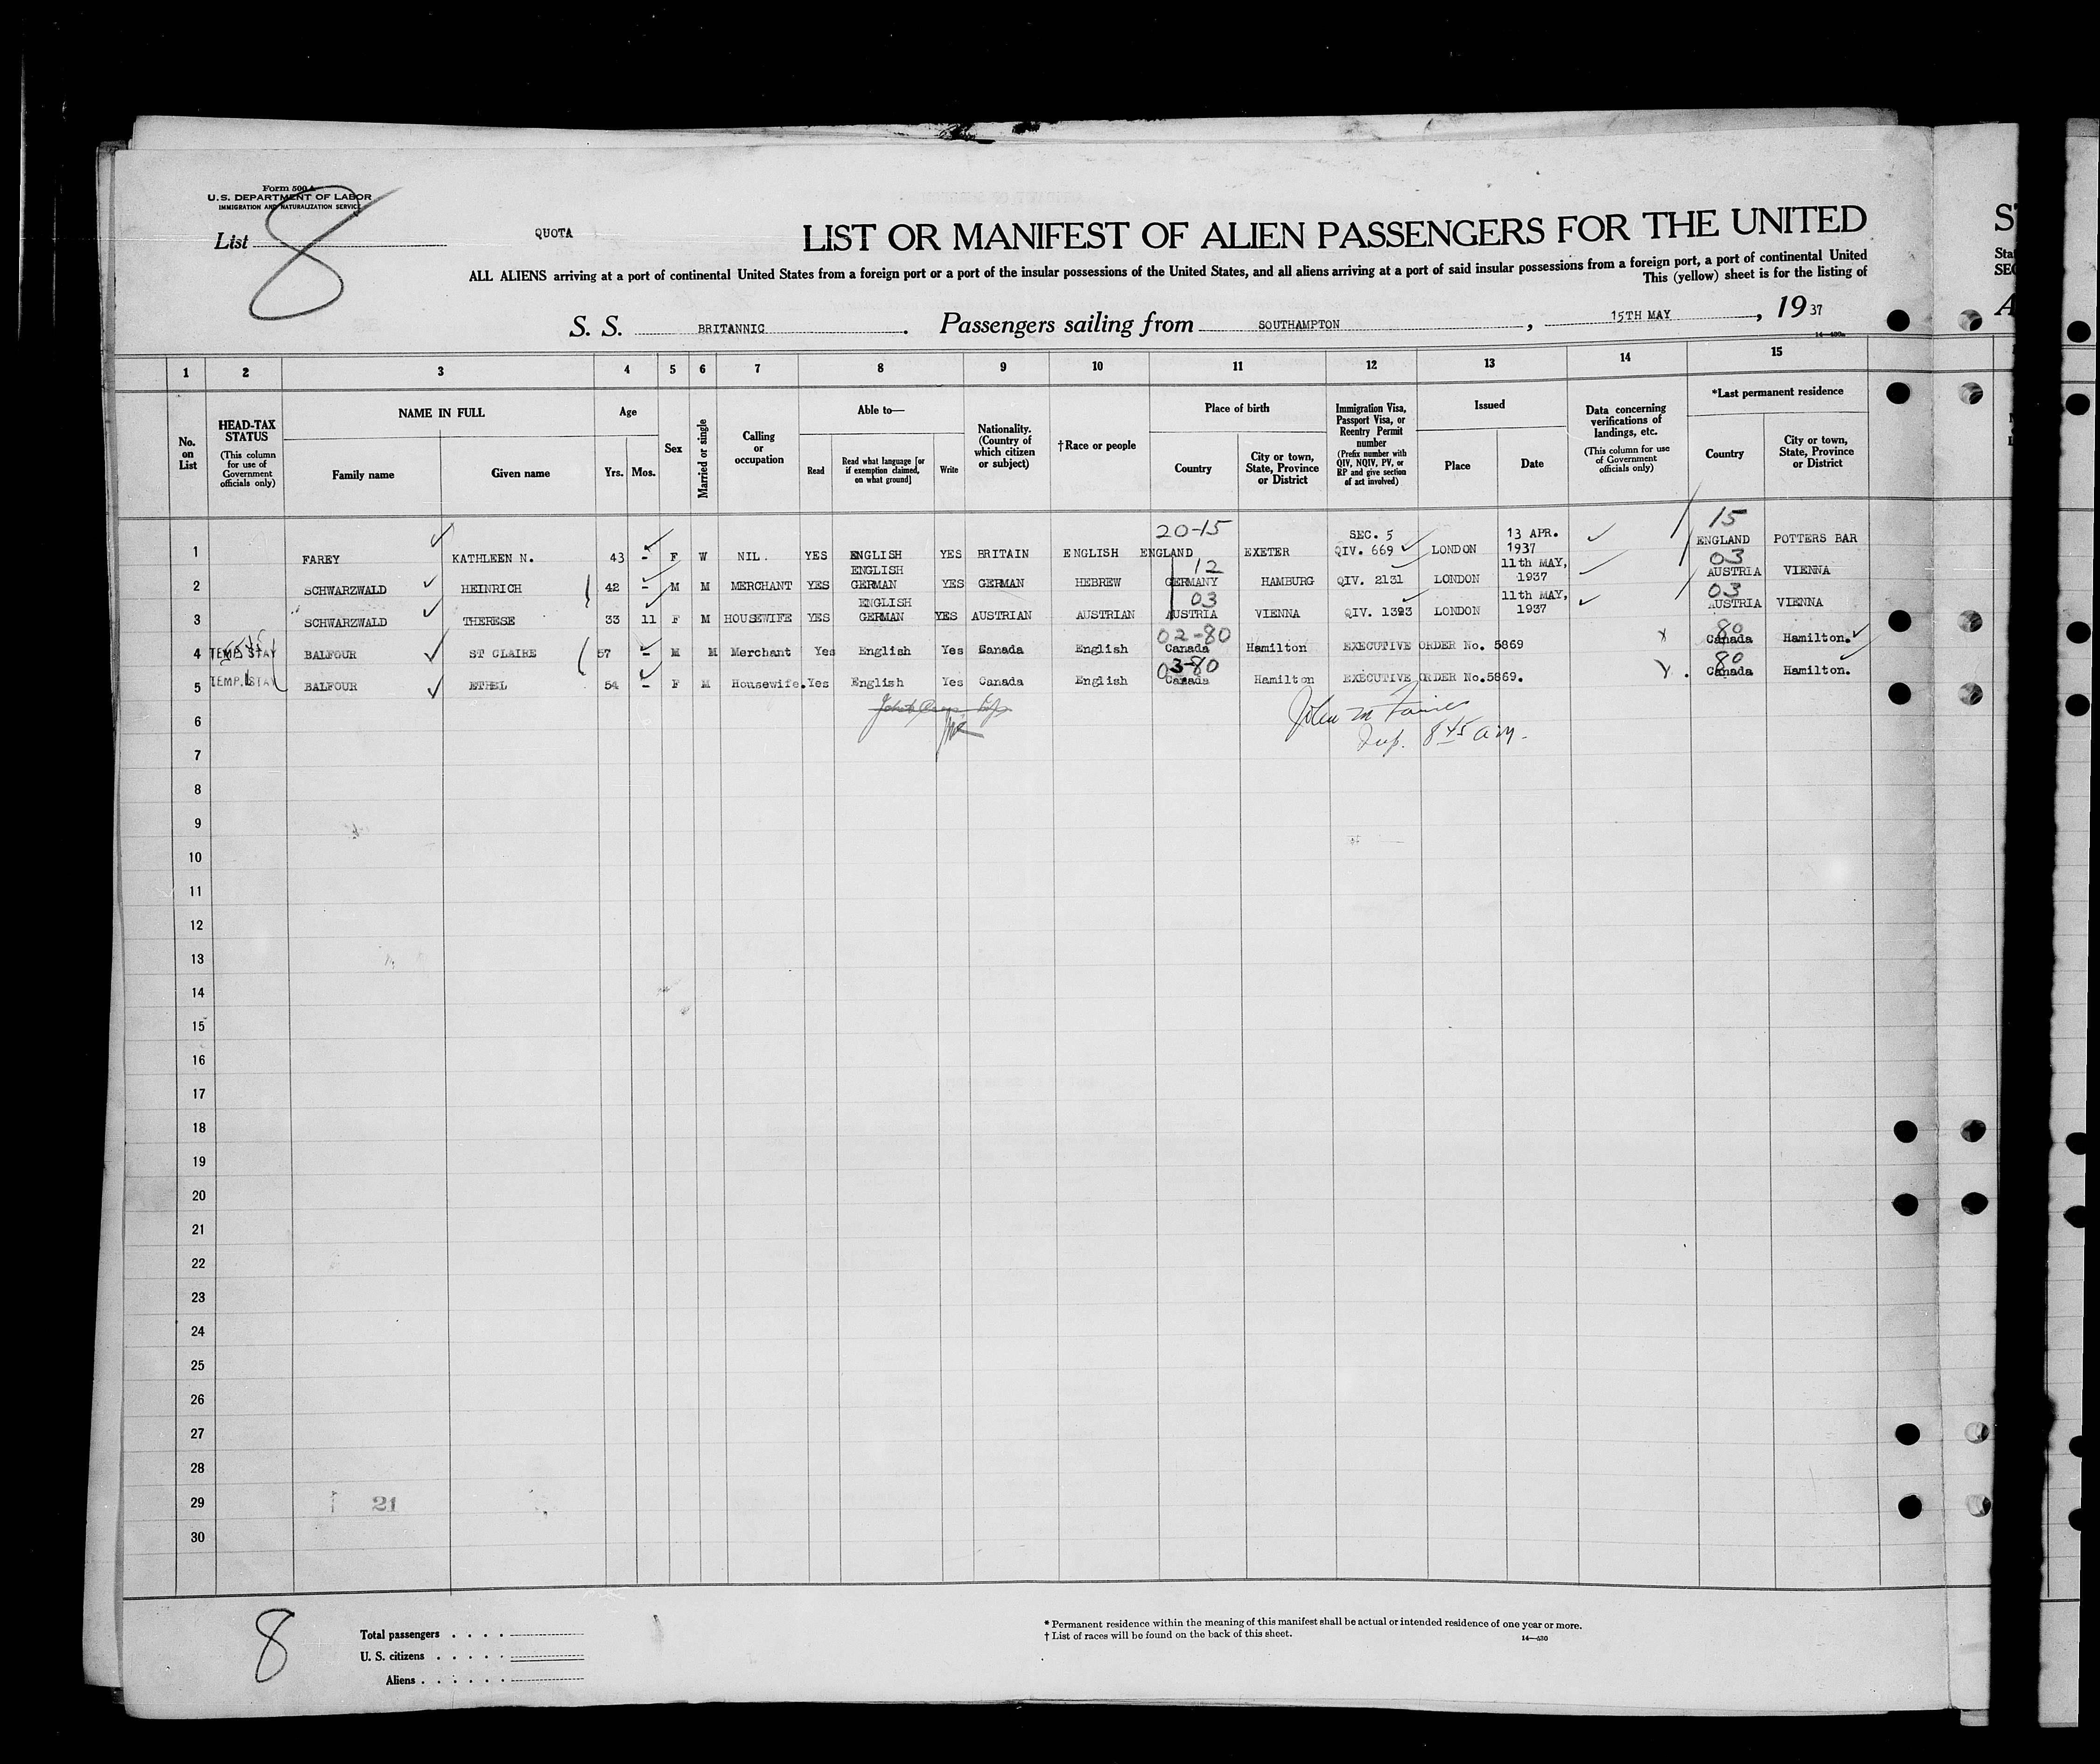 Form 500 A
U. S. DEPARTMENT OF LABOR
IMMIGRATION AND NATURALIZATION SERVICE
List 8
QUOTA
LIST OR MANIFEST OF ALIEN PASSENGERS FOR THE UNITED
ALL ALIENS arriving at a port of continental United States from a foreign port or a port of the insular possessions of the United States, and all aliens arriving at a port of said insular possessions from a foreign port, a port of continental United
This (yellow) sheet is for the listing of
S. S. BRITANNIC. Passengers sailing from SOUTHAMPTON, 15TH MAY, 1937
1 2 3 4 5 6 7 8 9 10 11 12 13 14 15
No. on List
HEAD-TAX STATUS (This column for use of Government officials only)
NAME IN FULL
Family name
Given name
Age
Yrs.
Mos.
Sex
Married or single
Calling or occupation
Able to—
Read
Read what language [or if exemption claimed, on what ground]
Write
Nationality. (Country of which citizen or subject)
†Race or people
Place of birth
Country
City or town, State, Province or District
Immigration Visa, Passport Visa, or Reentry Permit number (Prefix number with QIV, NQIV, PV, or RP and give section of act involved)
Issued
Place
Date
Data concerning verifications of landings, etc. (This column for use of Government officials only)
*Last permanent residence
Country
City or town, State, Province or District
20-15 SEC. 5 13 APR. 15
1 FAREY KATHLEEN N. 43 - F W NIL. YES ENGLISH YES BRITAIN ENGLISH ENGLAND EXETER QIV. 669 LONDON 1937 ENGLAND POTTERS BAR
ENGLISH 12 11th MAY, 03
2 SCHWARZWALD HEINRICH 42 - M M MERCHANT YES GERMAN YES GERMAN HEBREW GERMANY HAMBURG QIV. 2131 LONDON 1937 AUSTRIA VIENNA
ENGLISH 03 11th MAY, 03
3 SCHWARZWALD THERESE 33 11 F M HOUSEWIFE YES GERMAN YES AUSTRIAN AUSTRIAN AUSTRIA VIENNA QIV. 1393 LONDON 1937 AUSTRIA VIENNA
02-80 80
4 TEMP. STAY BALFOUR ST CLAIRE 57 - M M Merchant Yes English Yes Canada English Canada Hamilton EXECUTIVE ORDER No. 5869 Canada Hamilton.
03-80 80
5 TEMP. STAY BALFOUR ETHEL 54 - F M Housewife. Yes English Yes Canada English Canada Hamilton EXECUTIVE ORDER No.5869. Canada Hamilton.
6 John M
7 Insp. 8 45 am.
8
9
10
11
12
13
14
15
16
17
18
19
20
21
22
23
24
25
26
27
28
29 21
30
8
Total passengers
U. S. citizens
Aliens
* Permanent residence within the meaning of this manifest shall be actual or intended residence of one year or more.
† List of races will be found on the back of this sheet.
14—430